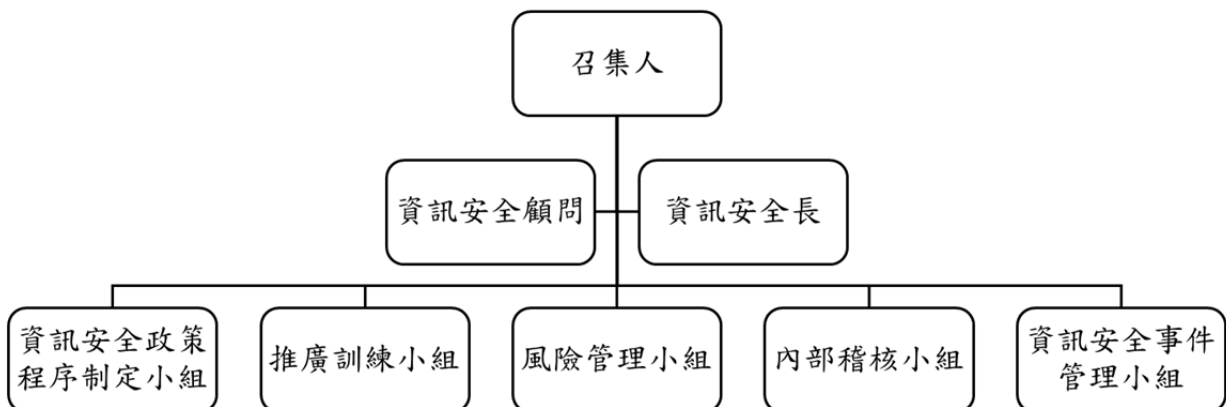 召集人
資訊安全顧問
資訊安全長
資訊安全政策
程序制定小組
推廣訓練小組
風險管理小組
內部稽核小組
資訊安全事件
管理小組